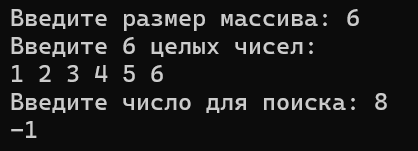 Введите размер массива: 6
Введите 6 целых чисел:
1 2 3 4 5 6
Введите число для поиска: 8
-1